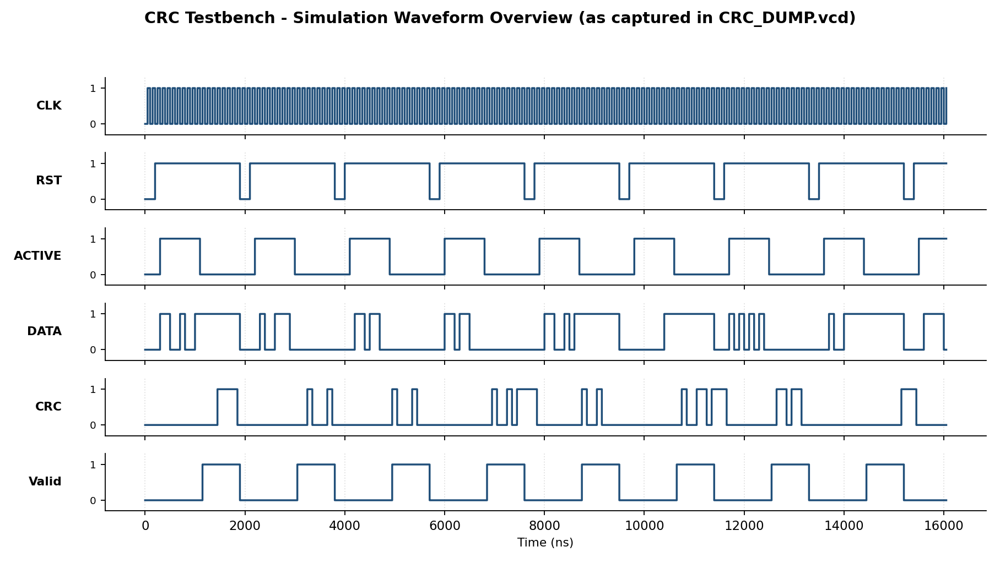 CRC Testbench - Simulation Waveform Overview (as captured in CRC_DUMP.vcd)
1
CLK
0
1
RST
0
1
ACTIVE
0
1
DATA
0
1
CRC
0
1
Valid
0
0 2000 4000 6000 8000 10000 12000 14000 16000
Time (ns)